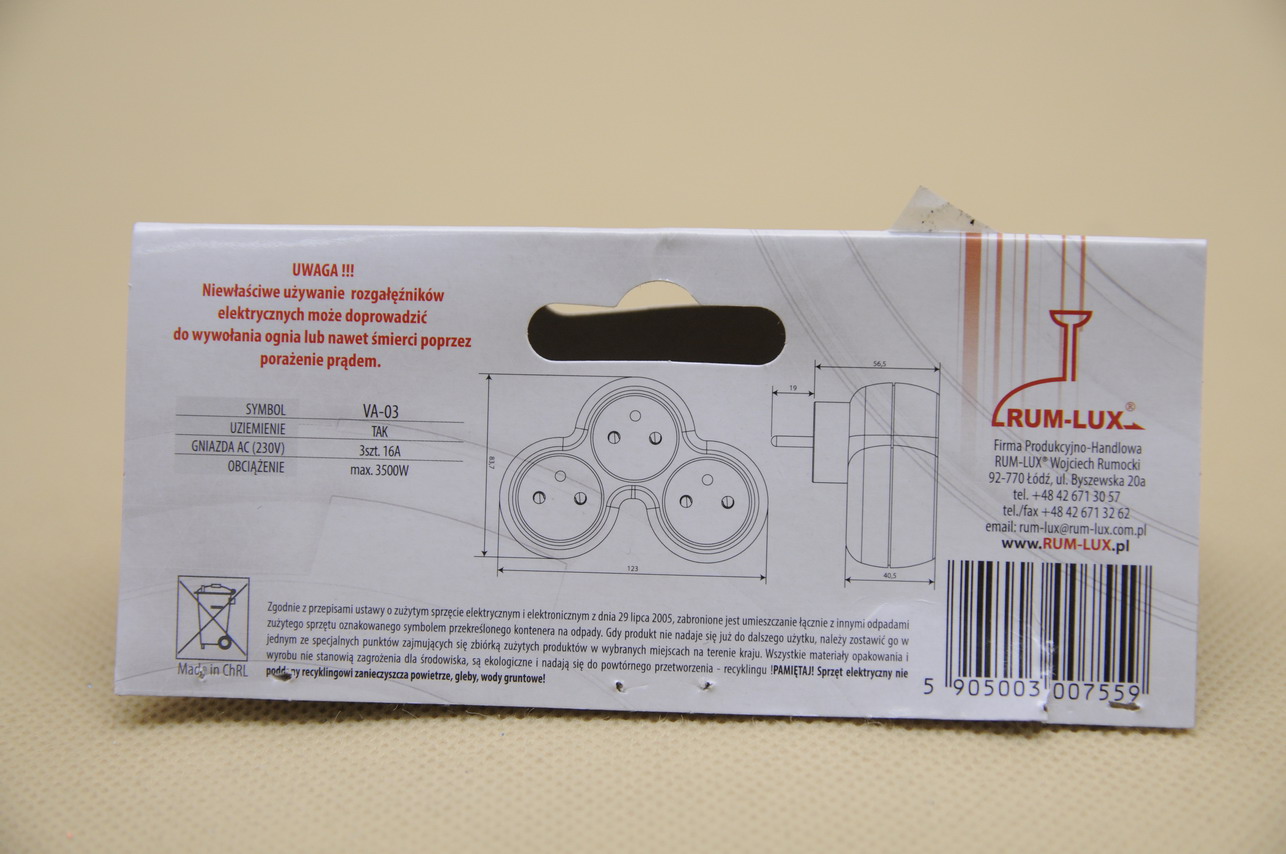 UWAGA !!!
Niewłaściwe używanie rozgałęźników
elektrycznych może doprowadzić
do wywołania ognia lub nawet śmierci poprzez
porażenie prądem.
SYMBOL VA-03
UZIEMIENIE TAK
GNIAZDA AC (230V) 3szt. 16A
OBCIĄŻENIE max. 3500W
83,7
123
56,5
19
40,5
RUM-LUX®
Firma Produkcyjno-Handlowa
RUM-LUX® Wojciech Rumocki
92-770 Łódź, ul. Byszewska 20a
tel. +48 42 671 30 57
tel./fax +48 42 671 32 62
email: rum-lux@rum-lux.com.pl
www.RUM-LUX.pl
5 905003 007559
Made in ChRL
Zgodnie z przepisami ustawy o zużytym sprzęcie elektrycznym i elektronicznym z dnia 29 lipca 2005, zabronione jest umieszczanie łącznie z innymi odpadami
zużytego sprzętu oznakowanego symbolem przekreślonego kontenera na odpady. Gdy produkt nie nadaje się już do dalszego użytku, należy zostawić go w
jednym ze specjalnych punktów zajmujących się zbiórką zużytych produktów w wybranych miejscach na terenie kraju. Wszystkie materiały opakowania i
wyrobu nie stanowią zagrożenia dla środowiska, są ekologiczne i nadają się do powtórnego przetworzenia - recyklingu !PAMIĘTAJ! Sprzęt elektryczny nie
poddany recyklingowi zanieczyszcza powietrze, gleby, wody gruntowe!